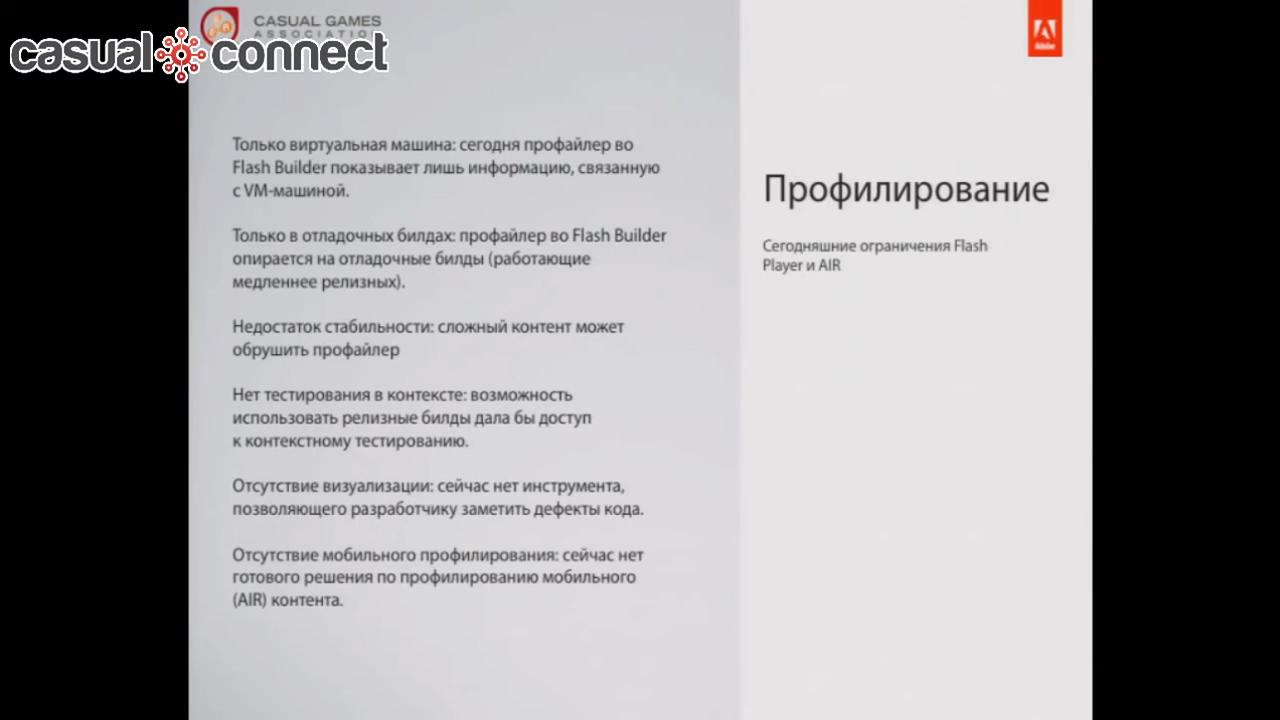 CASUAL GAMES
ASSOCIATION
casual connect
Adobe
Только виртуальная машина: сегодня профайлер во
Flash Builder показывает лишь информацию, связанную
с VM-машиной.
Только в отладочных билдах: профайлер во Flash Builder
опирается на отладочные билды (работающие
медленнее релизных).
Недостаток стабильности: сложный контент может
обрушить профайлер
Нет тестирования в контексте: возможность
использовать релизные билды дала бы доступ
к контекстному тестированию.
Отсутствие визуализации: сейчас нет инструмента,
позволяющего разработчику заметить дефекты кода.
Отсутствие мобильного профилирования: сейчас нет
готового решения по профилированию мобильного
(AIR) контента.
Профилирование
Сегодняшние ограничения Flash
Player и AIR